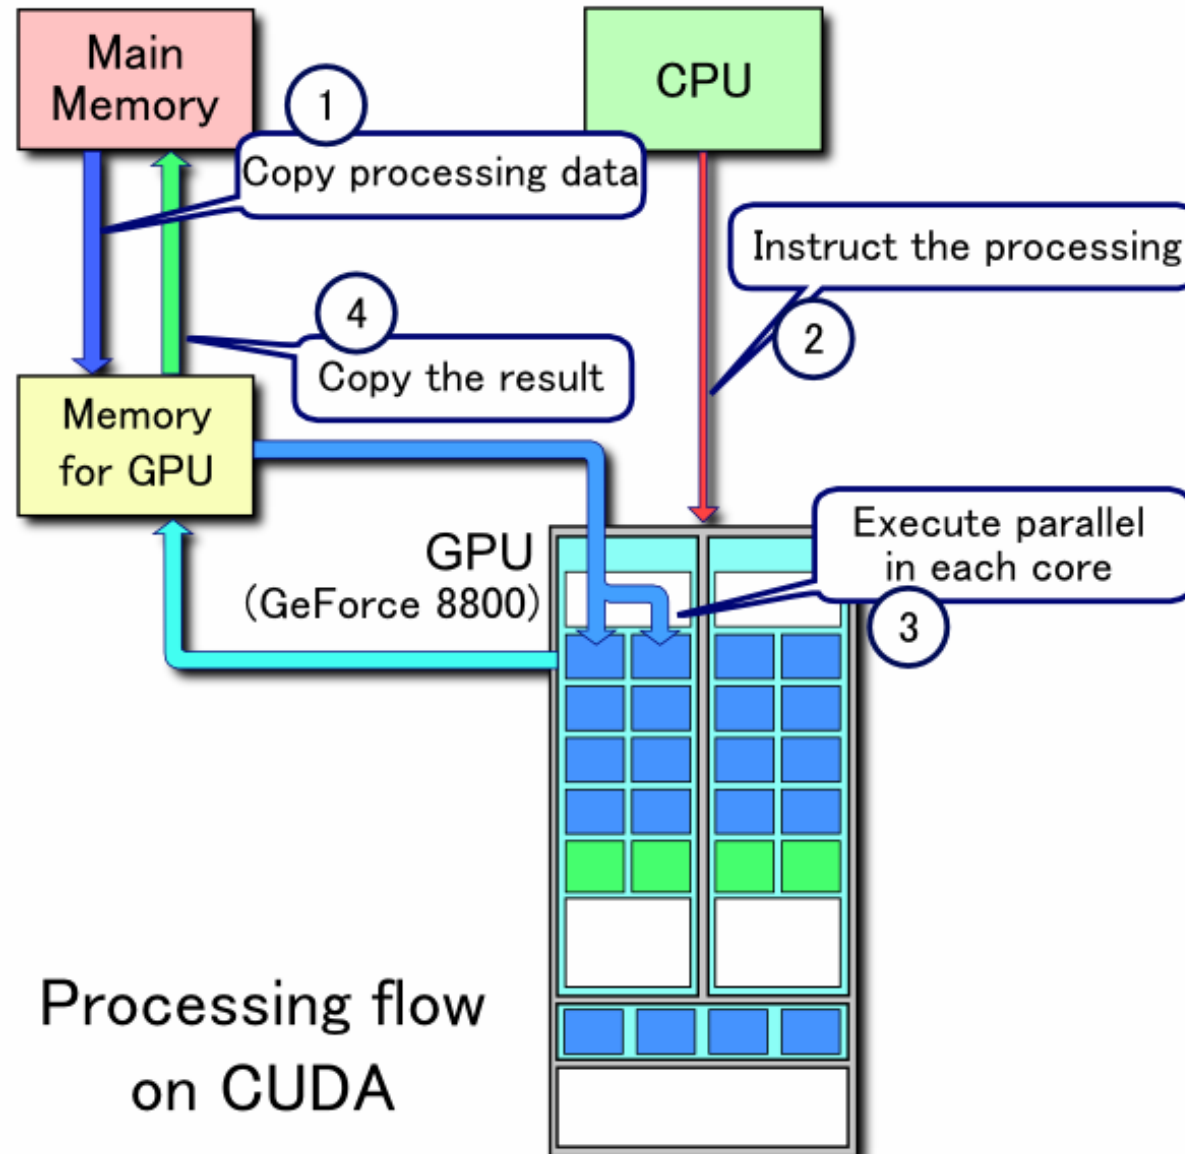 Main
Memory
CPU
1
Copy processing data
Instruct the processing
2
4
Copy the result
Memory
for GPU
GPU
(GeForce 8800)
Execute parallel
in each core
3
Processing flow
on CUDA